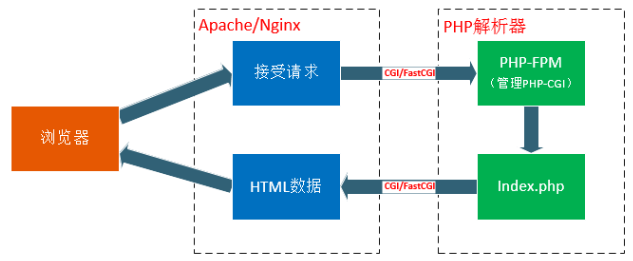 Apache/Nginx
PHP解析器
接受请求
CGI/FastCGI
PHP-FPM
（管理PHP-CGI）
浏览器
HTML数据
CGI/FastCGI
Index.php